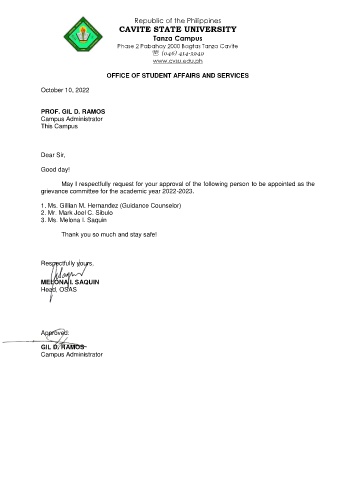 Republic of the Philippines
CAVITE STATE UNIVERSITY
Tanza Campus
Phase 2 Pabahay 2000 Bagtas Tanza Cavite
☏ (046) 414-3949
www.cvsu.edu.ph
OFFICE OF STUDENT AFFAIRS AND SERVICES
October 10, 2022
PROF. GIL D. RAMOS
Campus Administrator
This Campus
Dear Sir,
Good day!
May I respectfully request for your approval of the following person to be appointed as the
grievance committee for the academic year 2022-2023.
1. Ms. Gillian M. Hernandez (Guidance Counselor)
2. Mr. Mark Joel C. Sibulo
3. Ms. Melona I. Saquin
Thank you so much and stay safe!
Respectfully yours,
MELONA I. SAQUIN
Head, OSAS
Approved:
GIL D. RAMOS
Campus Administrator